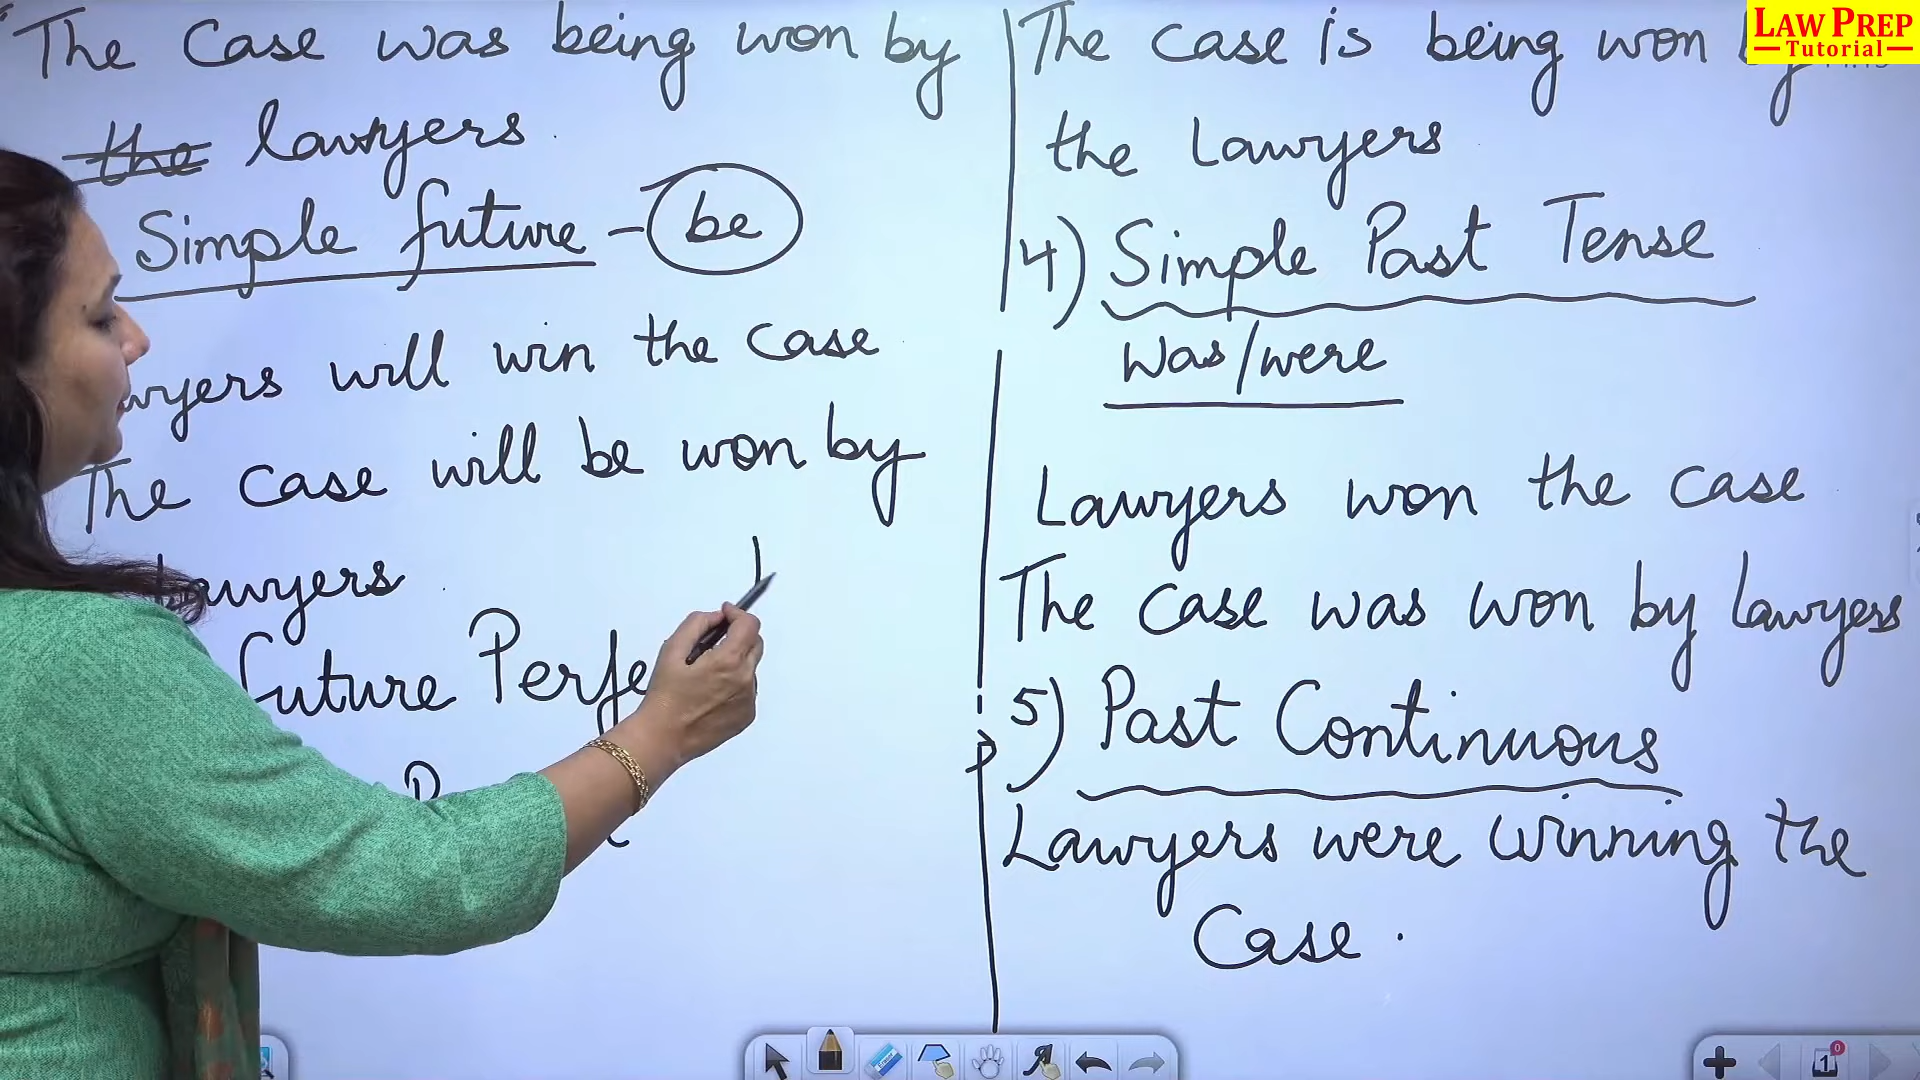 The Case was being won by
the lawyers.
Simple future - be
will win the case
The case will be won by
Lawyers.
Future
The case is being won
the Lawyers
4) Simple Past Tense
Was/were
Lawyers won the case
The case was won by lawyers
5) Past Continuous
Lawyers were winning the
Case.
LAW PREP
Tutorial
1
0